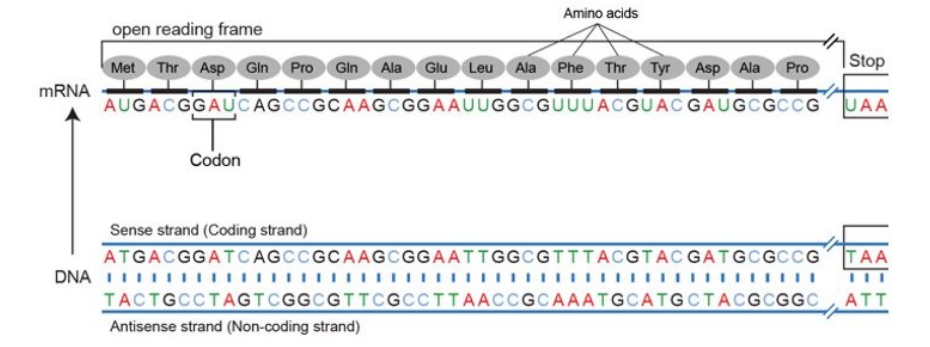 Amino acids
open reading frame
Met Thr Asp Gln Pro Gln Ala Glu Leu Ala Phe Thr Tyr Asp Ala Pro Stop
mRNA
AUGACGGAUCAGCCGCAAGCGGAAUUGGCGUUUACGUACGAUGCGCCG UAA
Codon
Sense strand (Coding strand)
ATGACGGATCAGCCGCAAGCGGAATTGGCGTTTACGTACGATGCGCCG TAA
DNA
TACTGCCTAGTCGGCGTTCGCCTTAACCGCAAATGCATGCTACGCGGC ATT
Antisense strand (Non-coding strand)